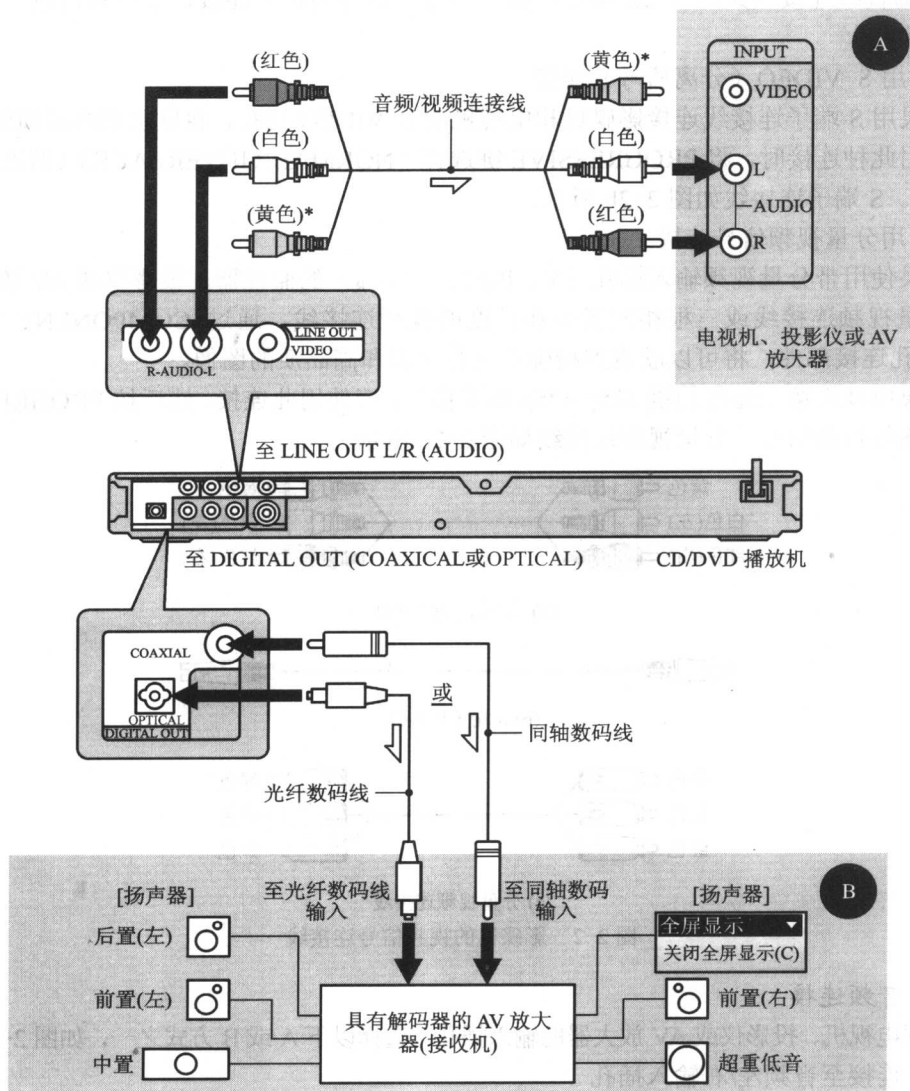 A
INPUT
VIDEO
L
AUDIO
R
电视机、投影仪或 AV
放大器
(红色)
(白色)
(黄色)*
音频/视频连接线
(黄色)*
(白色)
(红色)
LINE OUT
VIDEO
R-AUDIO-L
至 LINE OUT L/R (AUDIO)
至 DIGITAL OUT (COAXICAL或OPTICAL)
CD/DVD 播放机
COAXIAL
OPTICAL
DIGITAL OUT
或
同轴数码线
光纤数码线
B
[扬声器]
后置(左)
前置(左)
中置*
至光纤数码线
输入
至同轴数码
输入
具有解码器的 AV 放大
器(接收机)
[扬声器]
全屏显示
关闭全屏显示(C)
前置(右)
超重低音